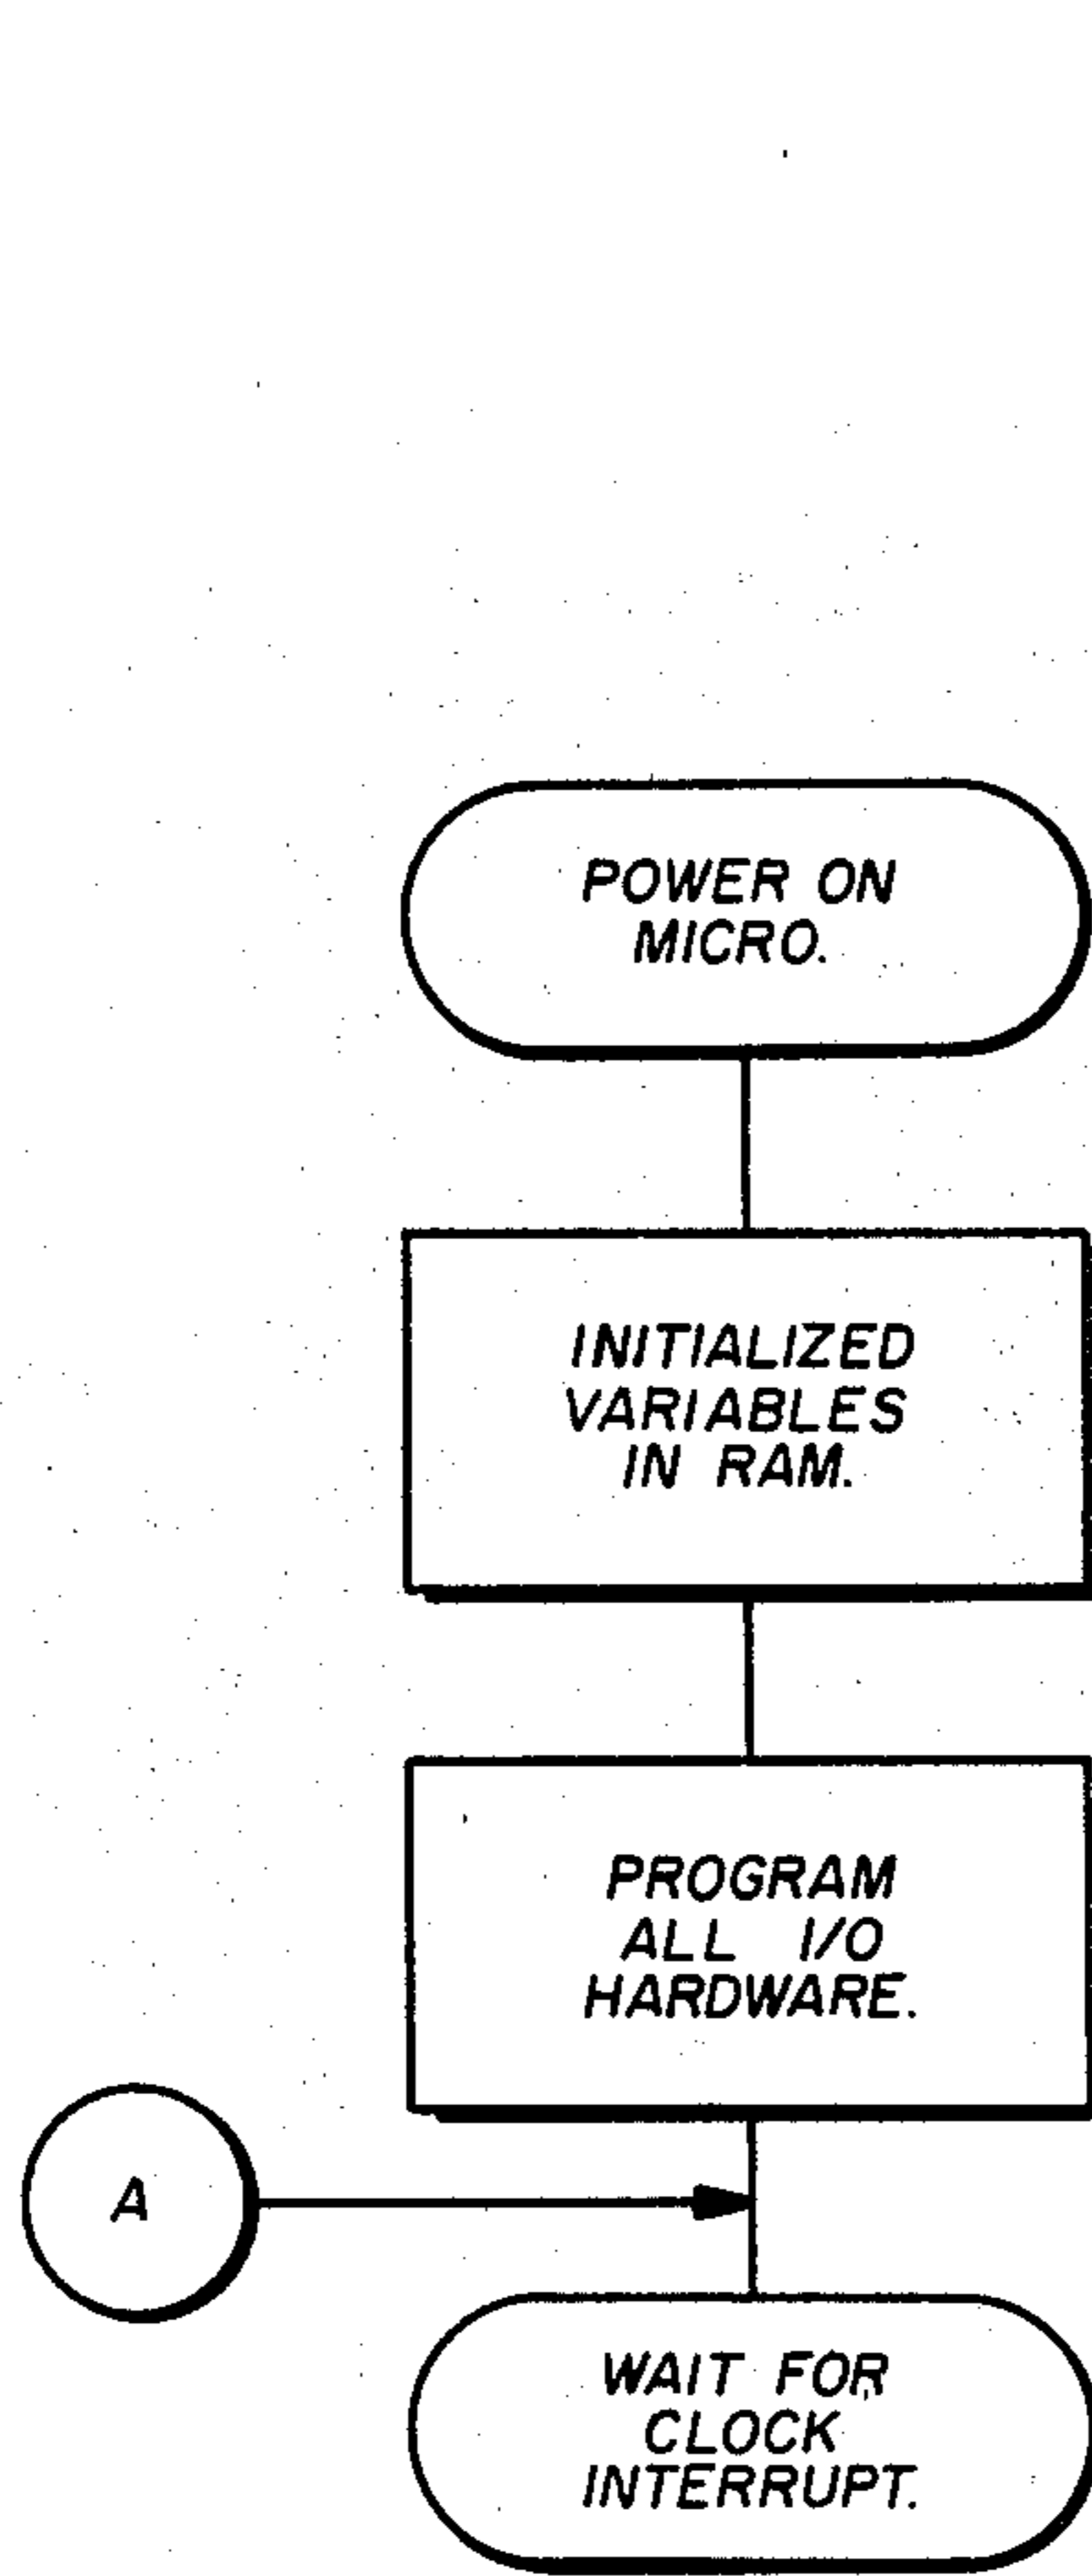 POWER ON
MICRO.
INITIALIZED
VARIABLES
IN RAM.
PROGRAM
ALL I/O
HARDWARE.
A
WAIT FOR
CLOCK
INTERRUPT.